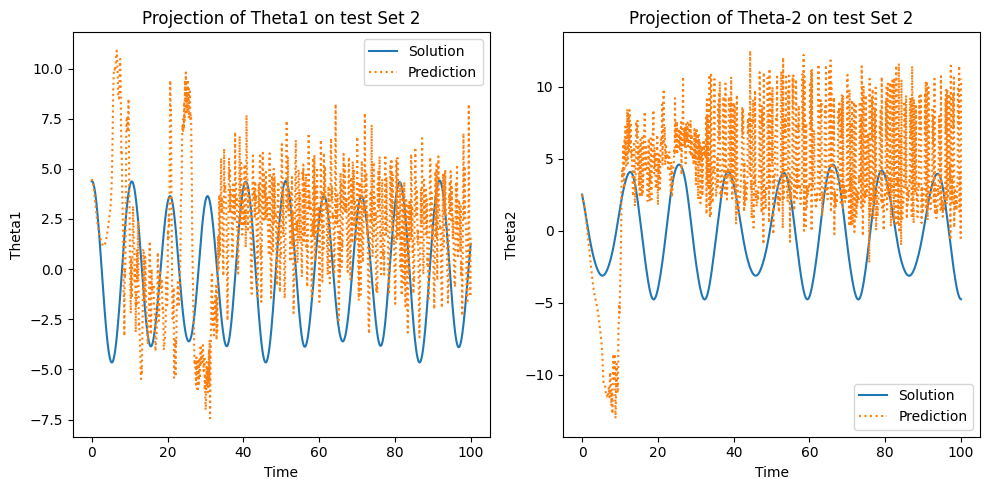 Projection of Theta1 on test Set 2
Solution
Prediction
10.0
7.5
5.0
2.5
0.0
−2.5
−5.0
−7.5
Theta1
0
20
40
60
80
100
Time
Projection of Theta-2 on test Set 2
10
5
0
−5
−10
Theta2
Solution
Prediction
0
20
40
60
80
100
Time